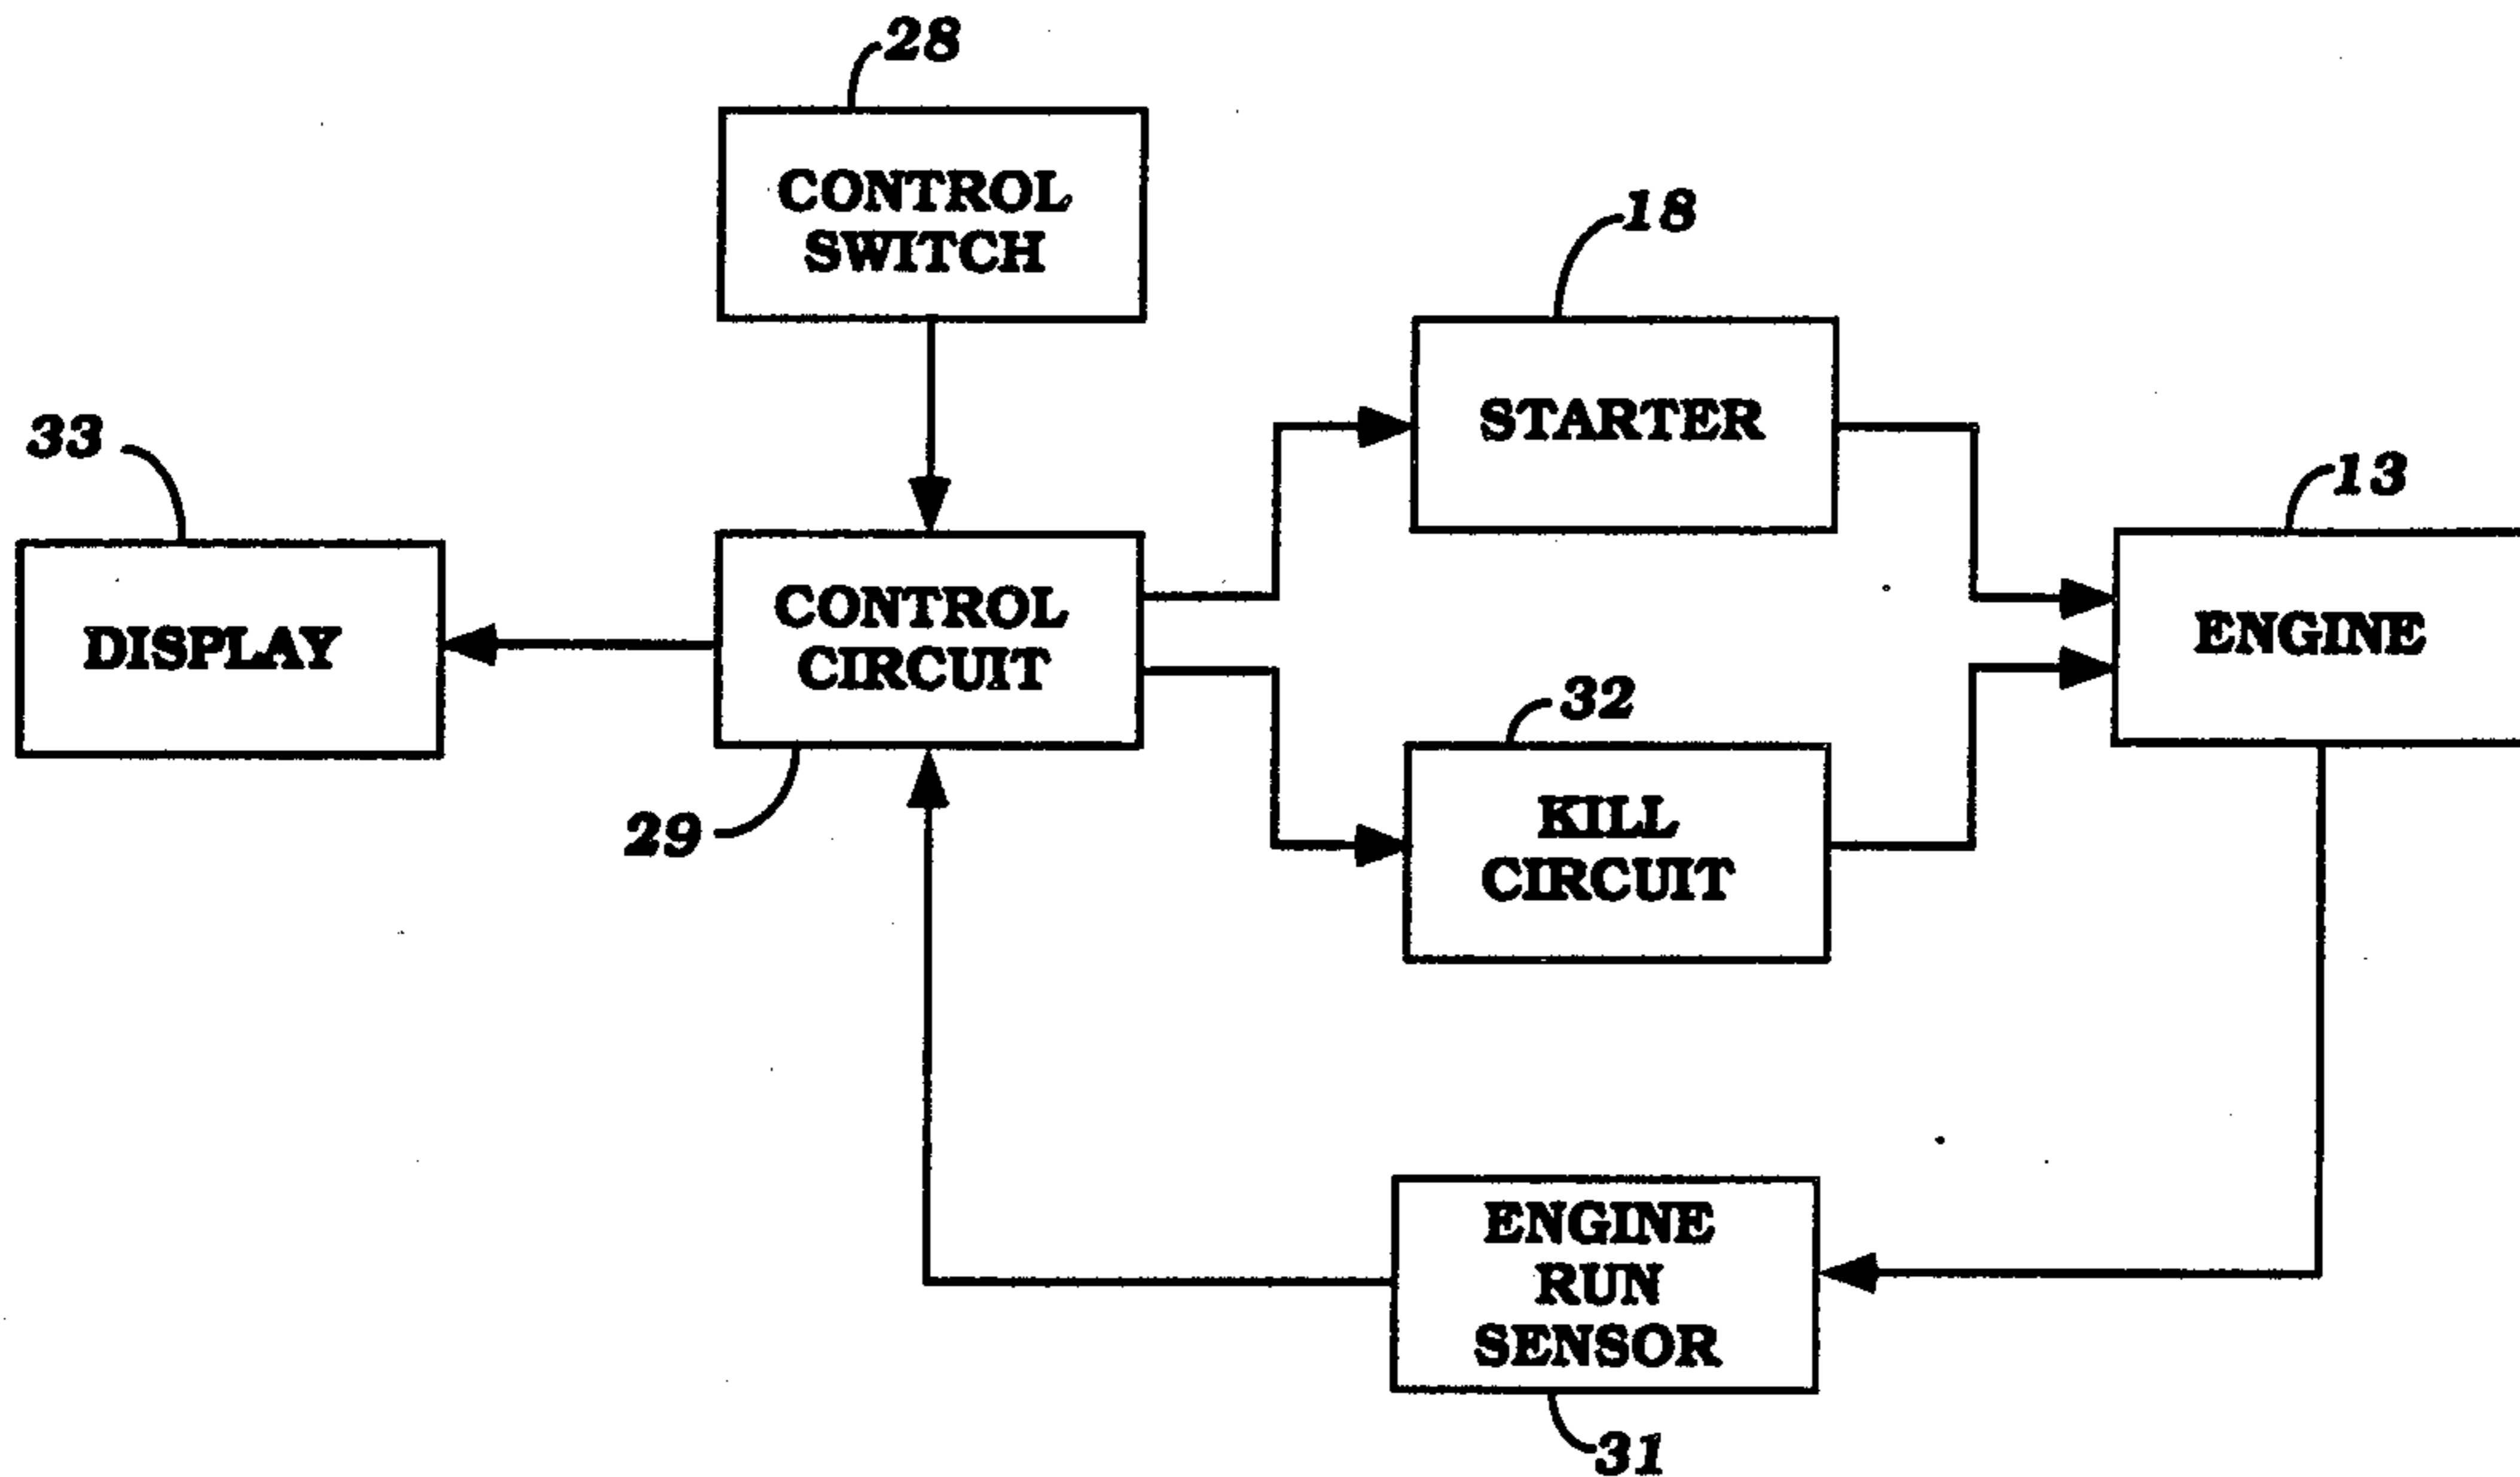 28
CONTROL
SWITCH
18
STARTER
33
13
DISPLAY
CONTROL
CIRCUIT
ENGINE
32
29
KILL
CIRCUIT
ENGINE
RUN
SENSOR
31